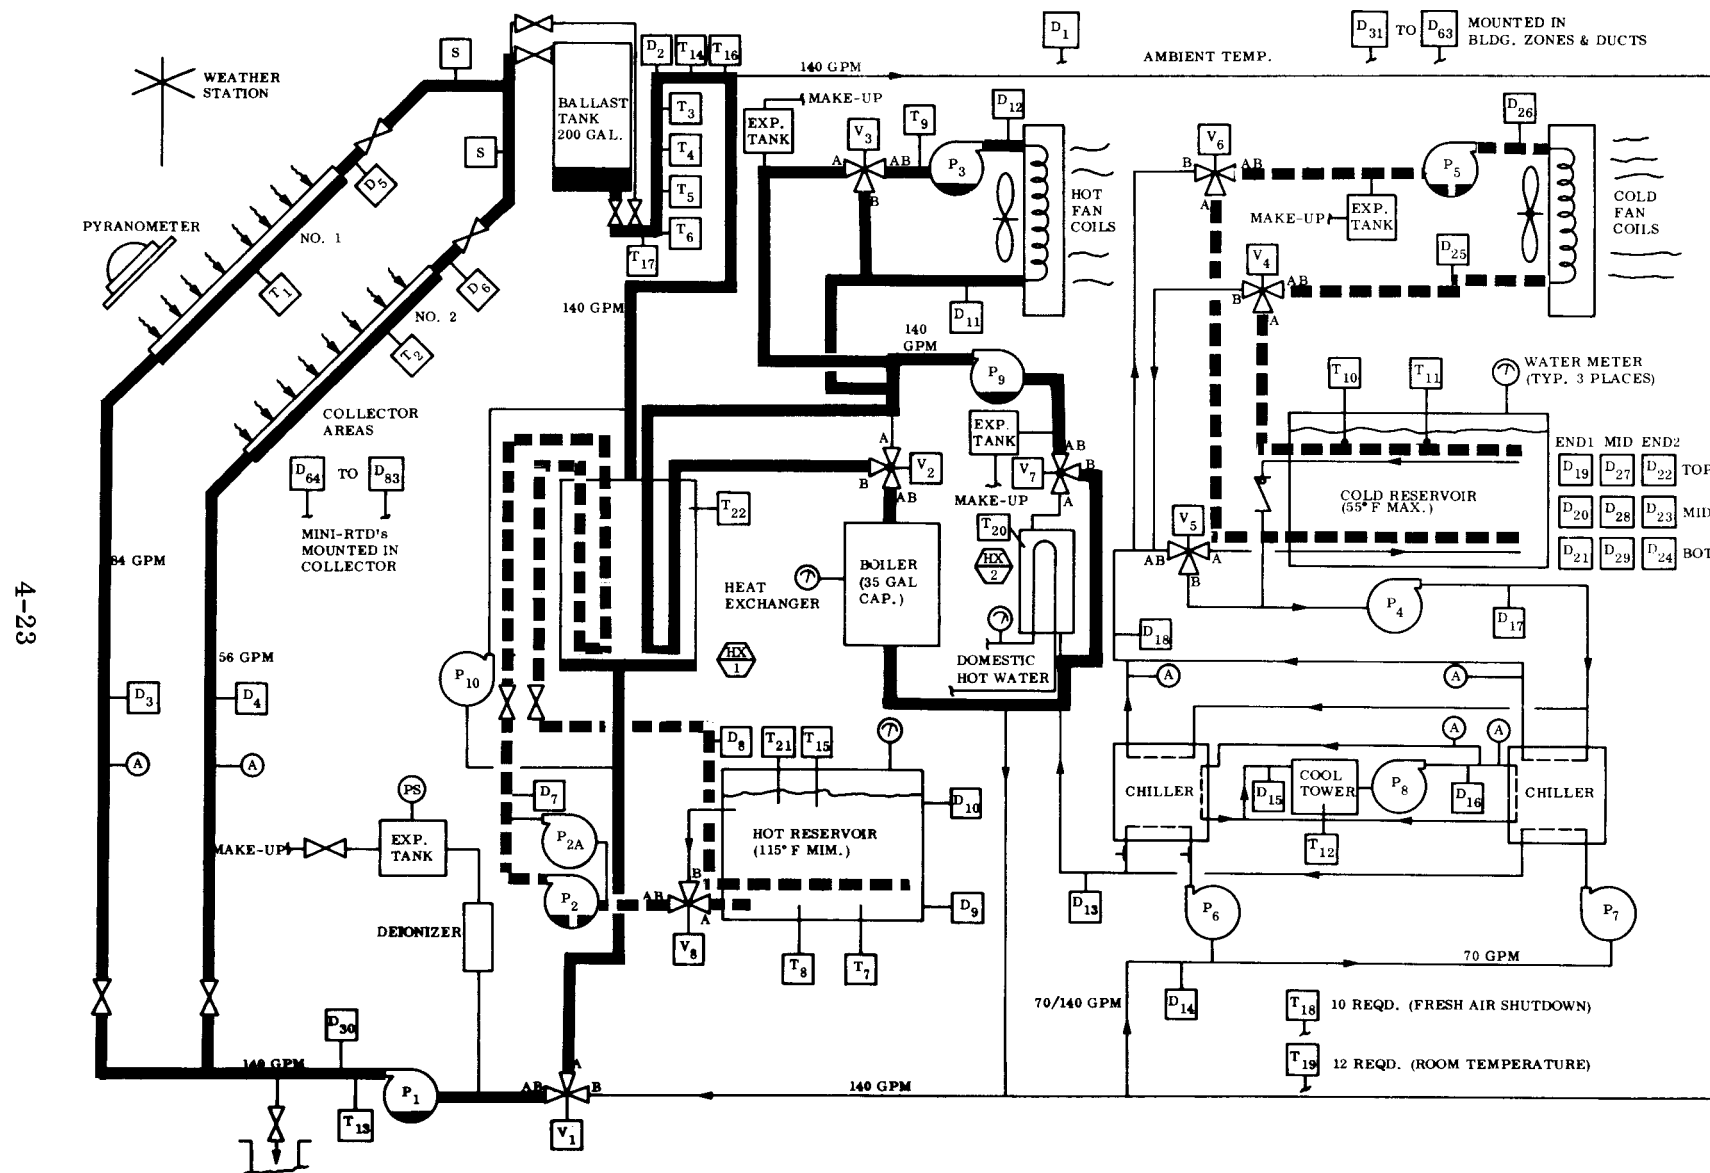 D1
D31 TO D63
MOUNTED IN
BLDG. ZONES & DUCTS
AMBIENT TEMP.
WEATHER
STATION
S
S
BALLAST
TANK
200 GAL.
D2
T14
T16
T3
T4
T5
T6
T17
140 GPM
140 GPM
MAKE-UP
EXP.
TANK
V3
A
AB
B
T9
P3
D12
HOT
FAN
COILS
D11
V6
B
AB
A
P5
D26
MAKE-UP
EXP.
TANK
COLD
FAN
COILS
D25
V4
AB
B
A
PYRANOMETER
NO. 1
D5
T1
NO. 2
D6
T2
COLLECTOR
AREAS
D64 TO D83
MINI-RTD's
MOUNTED IN
COLLECTOR
140
GPM
P9
EXP.
TANK
MAKE-UP
V7
AB
B
A
A
V2
B
AB
T22
T20
HX
2
BOILER
(35 GAL
CAP.)
HEAT
EXCHANGER
HX
1
DOMESTIC
HOT WATER
T10
T11
WATER METER
(TYP. 3 PLACES)
COLD RESERVOIR
(55° F MAX.)
END1 MID END2
D19 D27 D22 TOP
D20 D28 D23 MID
D21 D29 D24 BOT
V5
AB
A
B
P4
D17
D18
84 GPM
56 GPM
4-23
D3
D4
A
A
P10
D7
P2A
P2
D8
T21
T15
D10
HOT RESERVOIR
(115° F MIM.)
D9
T8
T7
B
AB
A
V8
PS
EXP.
TANK
MAKE-UP
DEIONIZER
A
A
A
A
CHILLER
COOL
TOWER
P8
D15
D16
T12
CHILLER
D13
P6
P7
70 GPM
70/140 GPM
D14
T18
10 REQD. (FRESH AIR SHUTDOWN)
T19
12 REQD. (ROOM TEMPERATURE)
D30
140 GPM
T13
P1
A
AB
B
V1
140 GPM